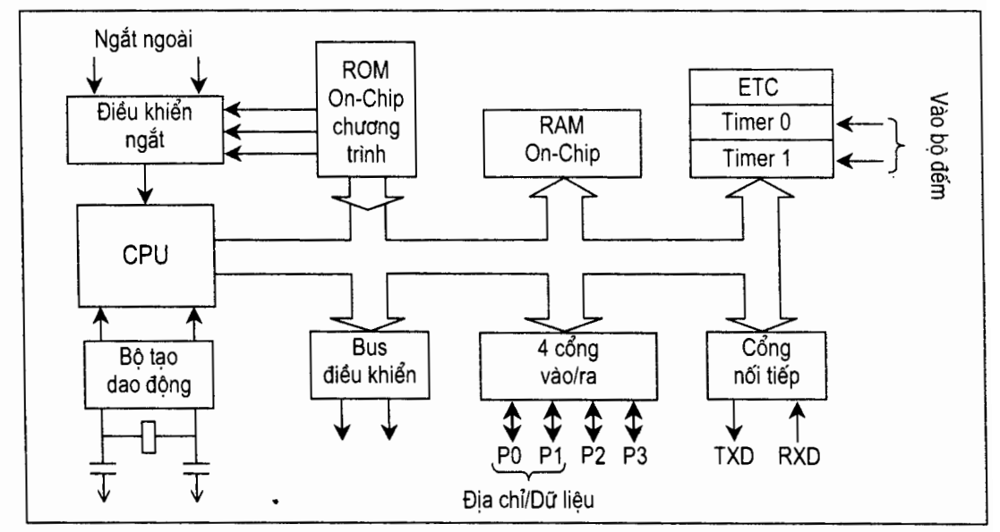 Ngắt ngoài
Điều khiển
ngắt
ROM
On-Chip
chương
trình
RAM
On-Chip
ETC
Timer 0
Timer 1
Vào bộ đếm
CPU
Bộ tạo
dao động
Bus
điều khiển
4 cổng
vào/ra
Cổng
nối tiếp
P0 P1 P2 P3
TXD RXD
Địa chỉ/Dữ liệu